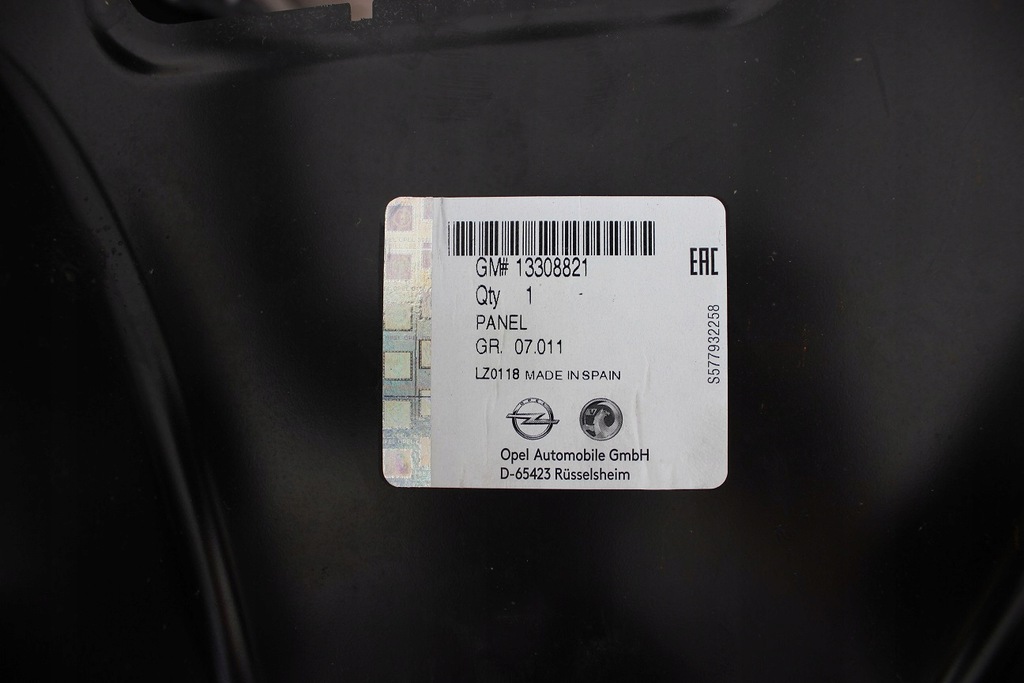 GM# 13308821
Qty 1 -
PANEL
GR. 07.011
LZ0118 MADE IN SPAIN
OPEL
Opel Automobile GmbH
D-65423 Rüsselsheim
EAC
S577932258